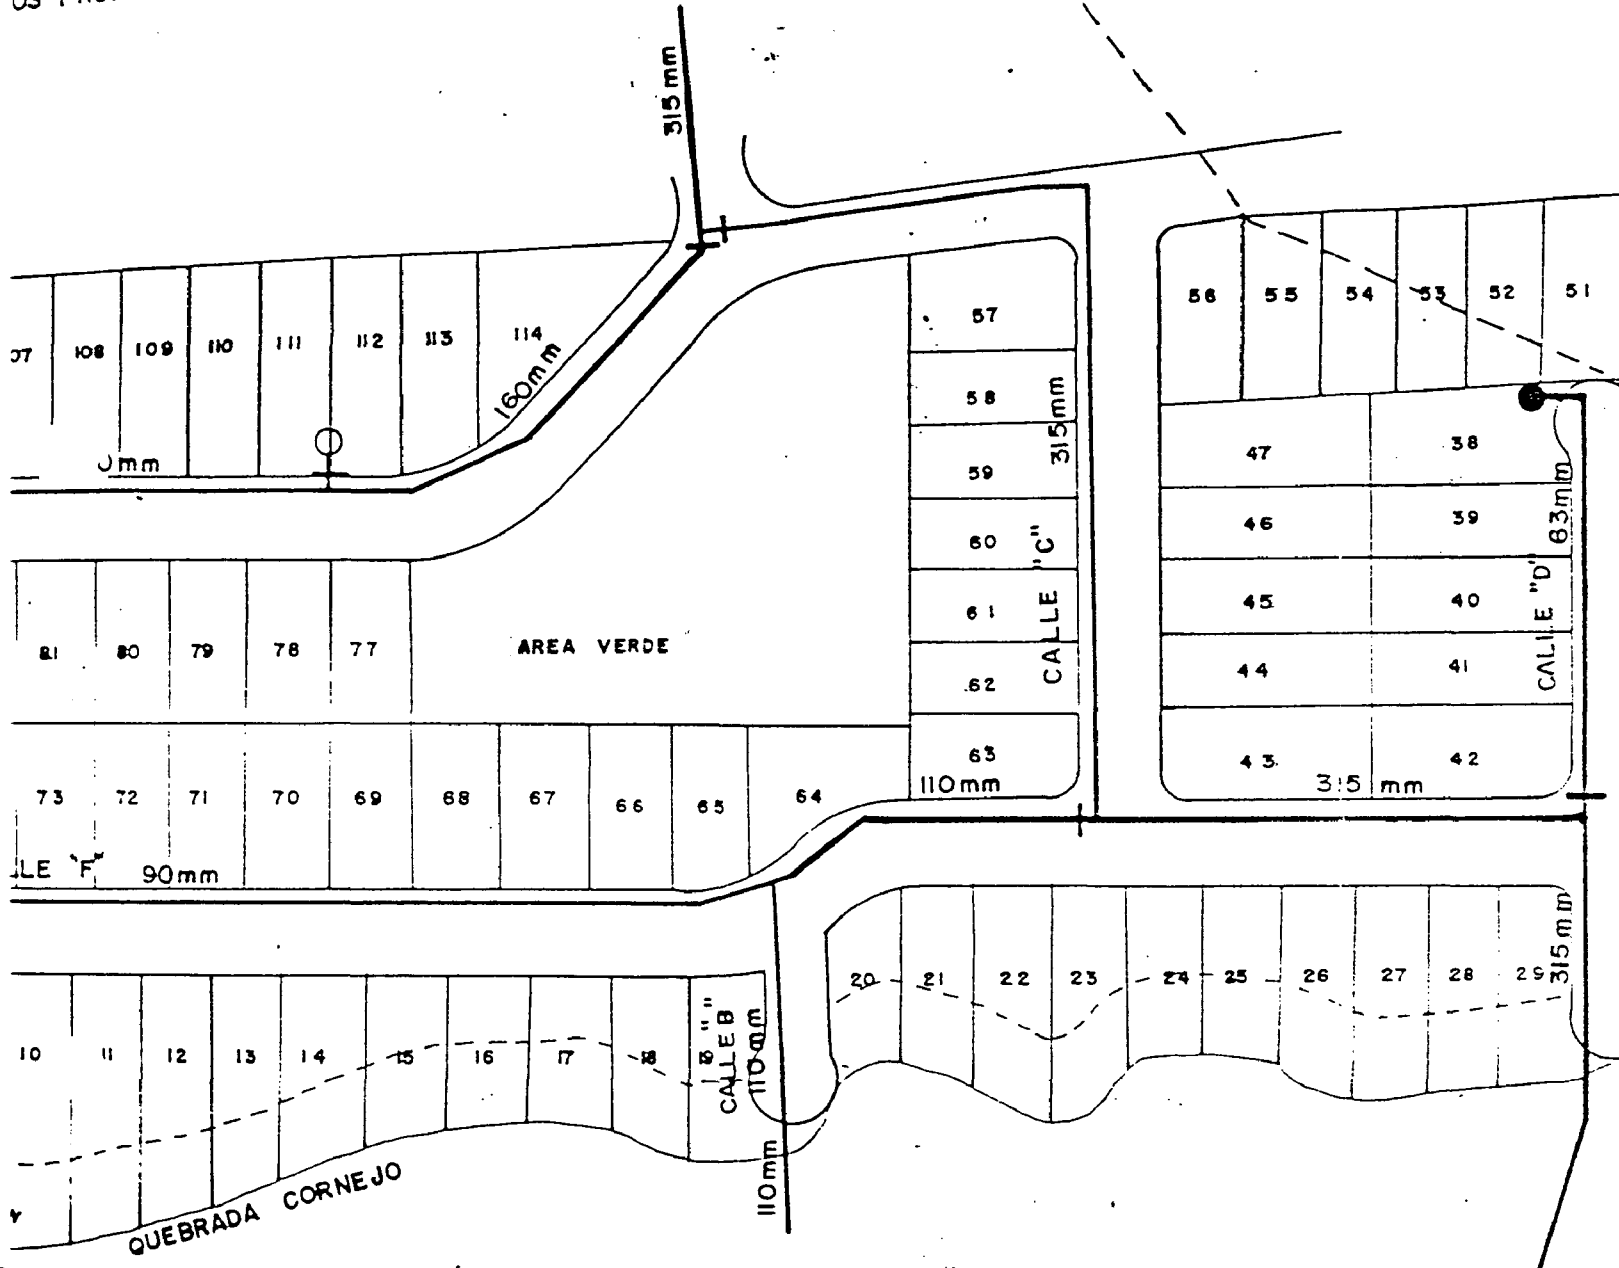 315mm
56 55 54 53 52 51
57
108 109 110 111 112 113 114
160mm
58
315mm
47 38
mm
59
63mm
46 39
60
CALLE "C"
45 40
61
CALLE "D"
81 80 79 78 77
AREA VERDE
62
44 41
63
110mm
43 42
315 mm
73 72 71 70 69 68 67 66 65 64
90mm
315mm
20 21 22 23 24 25 26 27 28 29
10 11 12 13 14 15 16 17 18 19
CALLE B
110mm
110mm
QUEBRADA CORNEJO